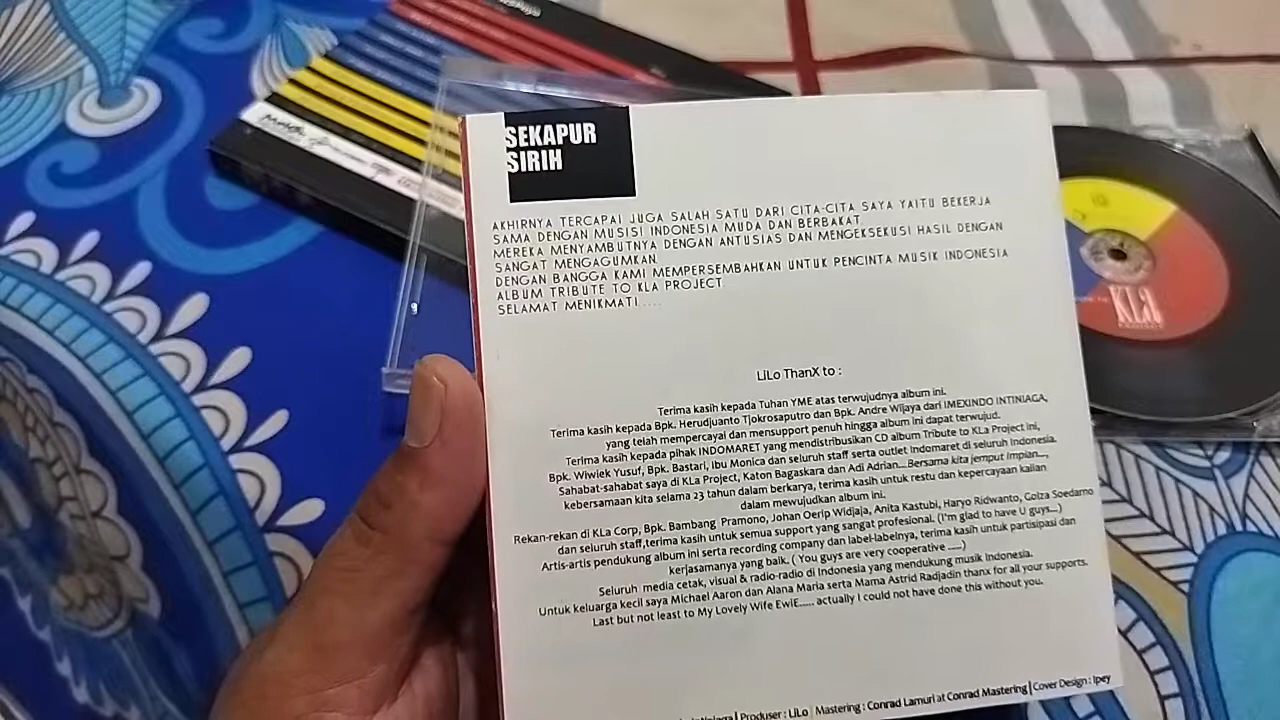 SEKAPUR
SIRIH
AKHIRNYA TERCAPAI JUGA SALAH SATU DARI CITA-CITA SAYA YAITU BEKERJA
SAMA DENGAN MUSISI INDONESIA MUDA DAN BERBAKAT.
MEREKA MENYAMBUTNYA DENGAN ANTUSIAS DAN MENGEKSEKUSI HASIL DENGAN
SANGAT MENGAGUMKAN.
DENGAN BANGGA KAMI MEMPERSEMBAHKAN UNTUK PENCINTA MUSIK INDONESIA
ALBUM TRIBUTE TO KLA PROJECT.
SELAMAT MENIKMATI.....
LiLo ThanX to :
Terima kasih kepada Tuhan YME atas terwujudnya album ini.
Terima kasih kepada Bpk. Herudjuanto Tjokrosaputro dan Bpk. Andre Wijaya dari IMEXINDO INTINIAGA,
yang telah mempercayai dan mensupport penuh hingga album ini dapat terwujud.
Terima kasih kepada pihak INDOMARET yang mendistribusikan CD album Tribute to KLa Project ini,
Bpk. Wiwiek Yusuf, Bpk. Bastari, Ibu Monica dan seluruh staff serta outlet Indomaret di seluruh Indonesia.
Sahabat-sahabat saya di KLa Project, Katon Bagaskara dan Adi Adrian...Bersama kita jemput Impian...,
kebersamaan kita selama 23 tahun dalam berkarya, terima kasih untuk restu dan kepercayaan kalian
dalam mewujudkan album ini.
Rekan-rekan di KLa Corp, Bpk. Bambang Pramono, Johan Oerip Widjaja, Anita Kastubi, Haryo Ridwanto, Golza Soedarno
dan seluruh staff,terima kasih untuk semua support yang sangat profesional. (I'm glad to have U guys...)
Artis-artis pendukung album ini serta recording company dan label-labelnya, terima kasih untuk partisipasi dan
kerjasamanya yang baik. ( You guys are very cooperative .....)
Seluruh media cetak, visual & radio-radio di Indonesia yang mendukung musik Indonesia.
Untuk keluarga kecil saya Michael Aaron dan Alana Maria serta Mama Astrid Radjadin thanx for all your supports.
Last but not least to My Lovely Wife EwiE..... actually I could not have done this without you.
| Produser : LiLo | Mastering : Conrad Lamuri at Conrad Mastering | Cover Design : Ipey
KLa